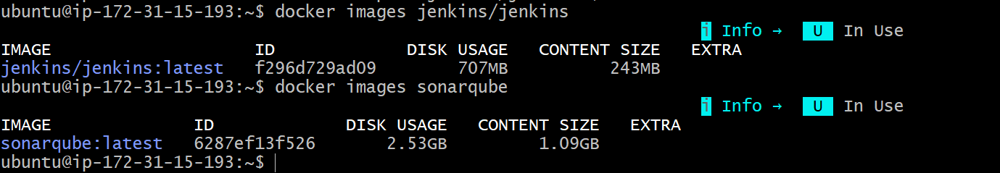 ubuntu@ip-172-31-15-193:~$ docker images jenkins/jenkins
i Info → U In Use
IMAGE ID DISK USAGE CONTENT SIZE EXTRA
jenkins/jenkins:latest f296d729ad09 707MB 243MB
ubuntu@ip-172-31-15-193:~$ docker images sonarqube
i Info → U In Use
IMAGE ID DISK USAGE CONTENT SIZE EXTRA
sonarqube:latest 6287ef13f526 2.53GB 1.09GB
ubuntu@ip-172-31-15-193:~$